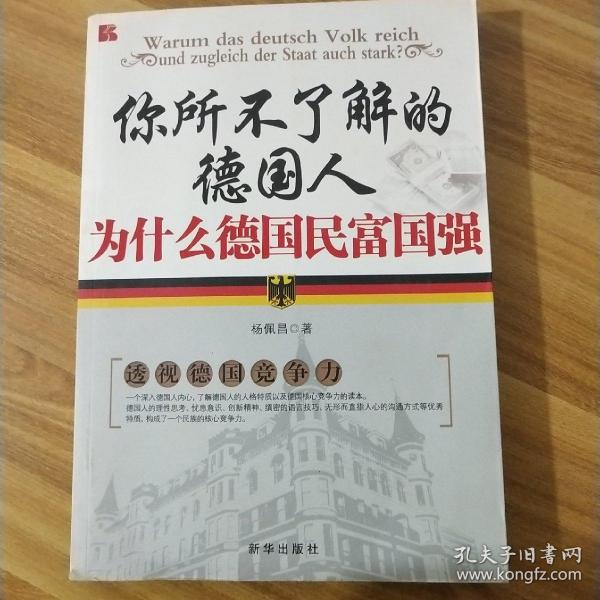 Warum das deutsch Volk reich
und zugleich der Staat auch stark?
你所不了解的
德国人
为什么德国民富国强
杨佩昌◎著
透视德国竞争力
一个深入德国人内心,了解德国人的人格特质以及德国核心竞争力的读本。
德国人的理性思考、忧患意识、创新精神、缜密的语言技巧、无形而直指人心的沟通方式等优秀
特质,构成了一个民族的核心竞争力。
新华出版社
孔夫子旧书网
www.kongfz.com